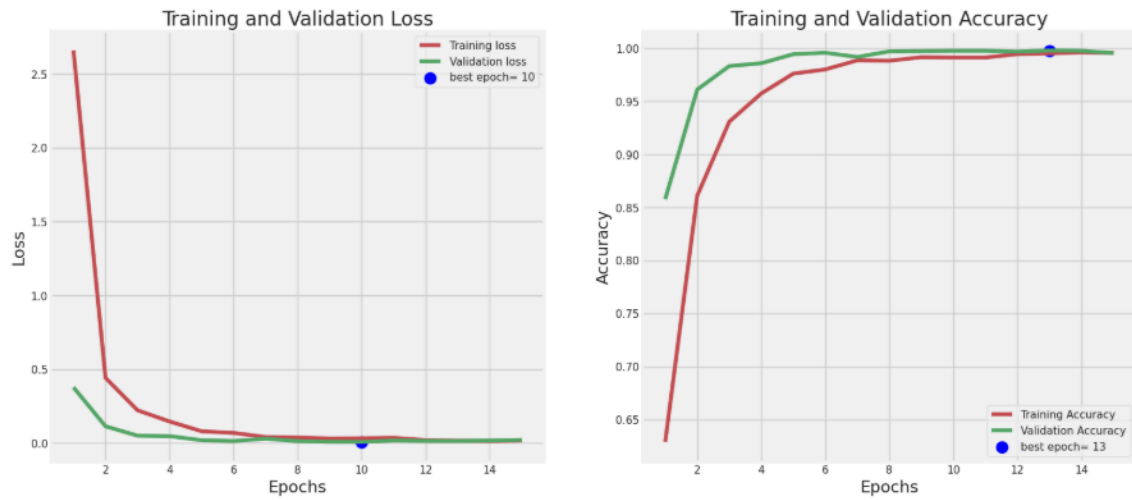 Training and Validation Loss
Training loss
Validation loss
best epoch= 10
2.5
2.0
1.5
1.0
0.5
0.0
Loss
2 4 6 8 10 12 14
Epochs
Training and Validation Accuracy
1.00
0.95
0.90
0.85
0.80
0.75
0.70
0.65
Accuracy
Training Accuracy
Validation Accuracy
best epoch= 13
2 4 6 8 10 12 14
Epochs